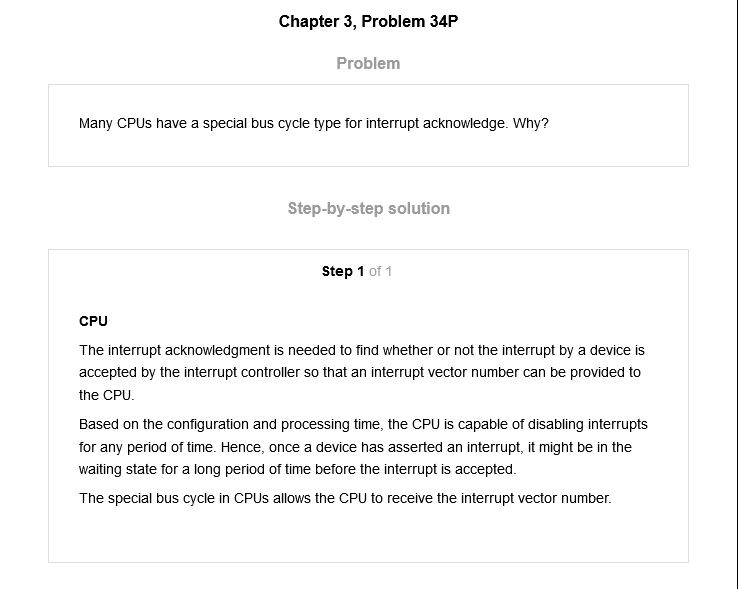 Chapter 3, Problem 34P
Problem
Many CPUs have a special bus cycle type for interrupt acknowledge. Why?
Step-by-step solution
Step 1 of 1
CPU
The interrupt acknowledgment is needed to find whether or not the interrupt by a device is
accepted by the interrupt controller so that an interrupt vector number can be provided to
the CPU.
Based on the configuration and processing time, the CPU is capable of disabling interrupts
for any period of time. Hence, once a device has asserted an interrupt, it might be in the
waiting state for a long period of time before the interrupt is accepted.
The special bus cycle in CPUs allows the CPU to receive the interrupt vector number.